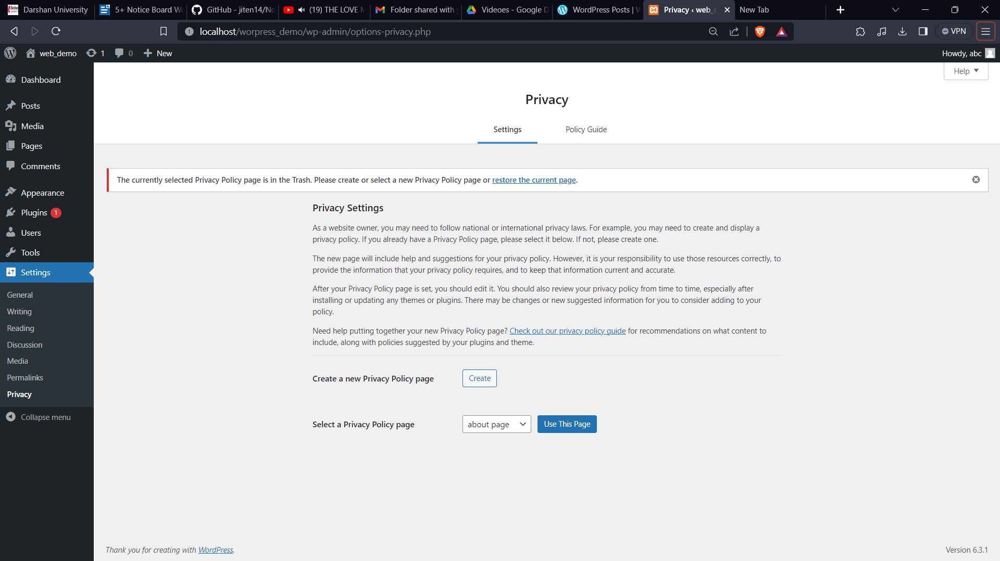 Darshan University
5+ Notice Board W
GitHub - jiten14/No
(19) THE LOVE M
Folder shared with y
Videoes - Google D
WordPress Posts | W
Privacy ‹ web_
New Tab
localhost/worpress_demo/wp-admin/options-privacy.php
VPN
web_demo
1
0
New
Howdy, abc
Help
Dashboard
Posts
Media
Pages
Comments
Appearance
Plugins 1
Users
Tools
Settings
General
Writing
Reading
Discussion
Media
Permalinks
Privacy
Collapse menu
Privacy
Settings
Policy Guide
The currently selected Privacy Policy page is in the Trash. Please create or select a new Privacy Policy page or restore the current page.
Privacy Settings
As a website owner, you may need to follow national or international privacy laws. For example, you may need to create and display a
privacy policy. If you already have a Privacy Policy page, please select it below. If not, please create one.
The new page will include help and suggestions for your privacy policy. However, it is your responsibility to use those resources correctly, to
provide the information that your privacy policy requires, and to keep that information current and accurate.
After your Privacy Policy page is set, you should edit it. You should also review your privacy policy from time to time, especially after
installing or updating any themes or plugins. There may be changes or new suggested information for you to consider adding to your
policy.
Need help putting together your new Privacy Policy page? Check out our privacy policy guide for recommendations on what content to
include, along with policies suggested by your plugins and theme.
Create a new Privacy Policy page
Create
Select a Privacy Policy page
about page
Use This Page
Thank you for creating with WordPress.
Version 6.3.1